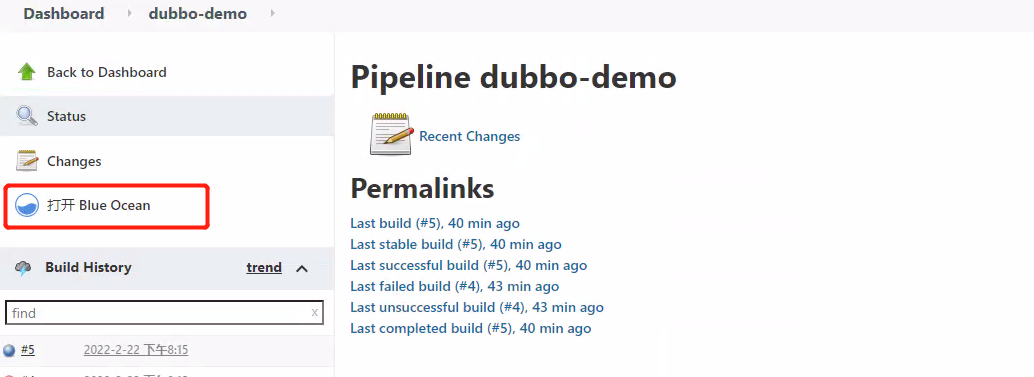 Dashboard dubbo-demo
Back to Dashboard
Status
Changes
打开 Blue Ocean
Build History trend
find x
#5 2022-2-22 下午8:15
Pipeline dubbo-demo
Recent Changes
Permalinks
Last build (#5), 40 min ago
Last stable build (#5), 40 min ago
Last successful build (#5), 40 min ago
Last failed build (#4), 43 min ago
Last unsuccessful build (#4), 43 min ago
Last completed build (#5), 40 min ago